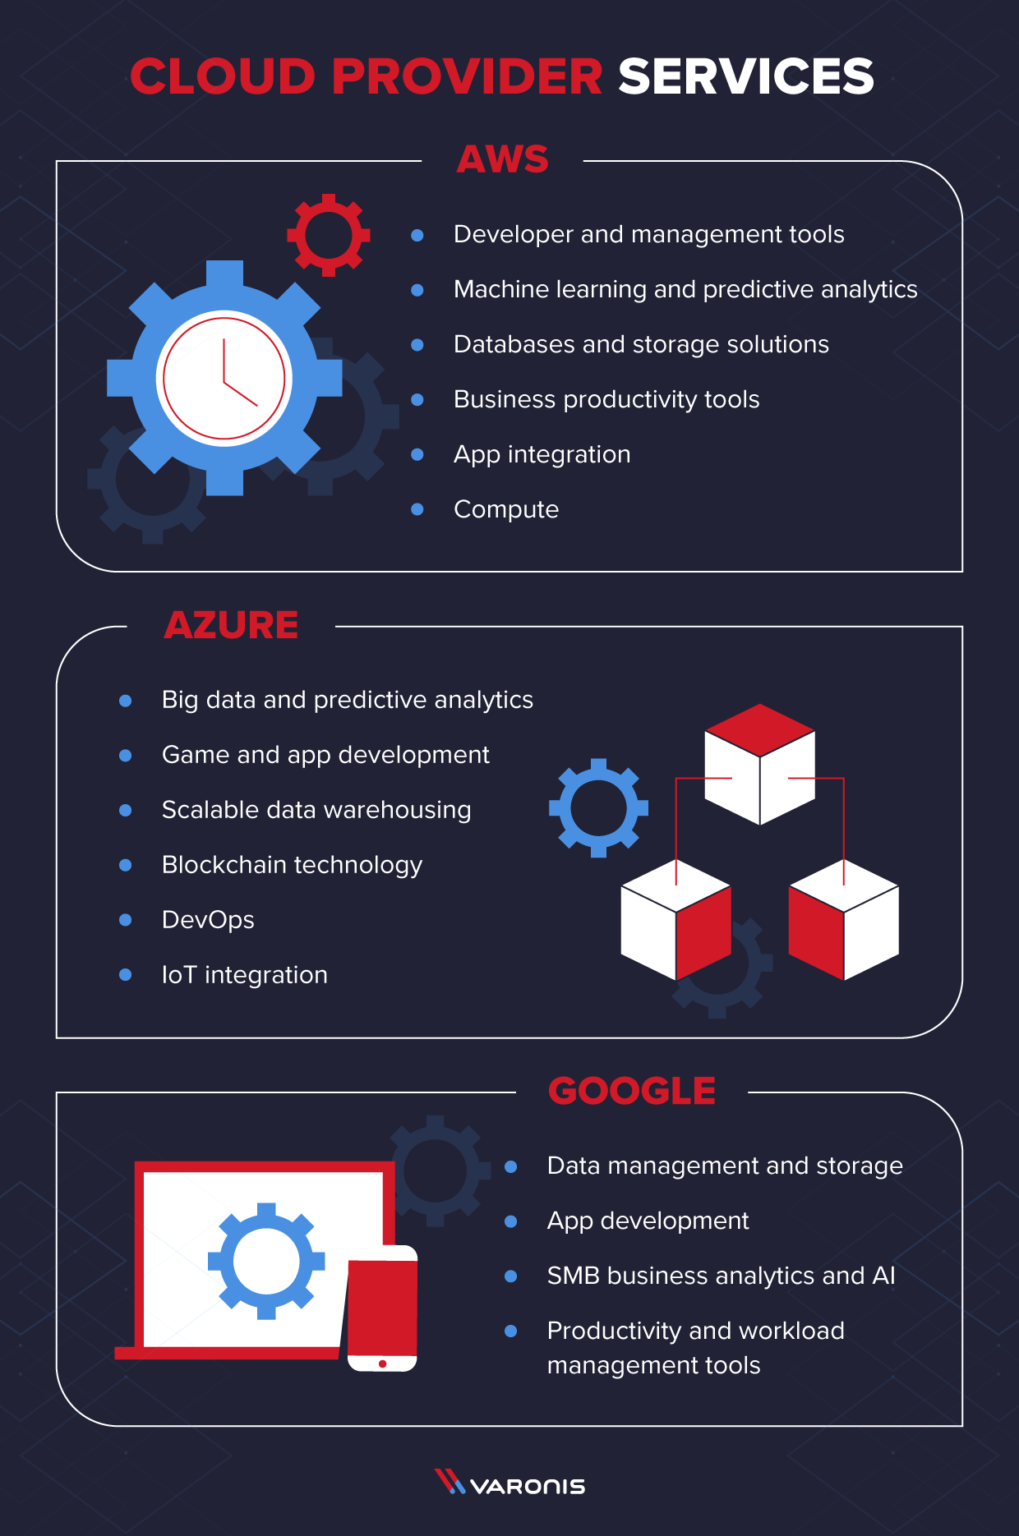 CLOUD PROVIDER SERVICES
AWS
Developer and management tools
Machine learning and predictive analytics
Databases and storage solutions
Business productivity tools
App integration
Compute
AZURE
Big data and predictive analytics
Game and app development
Scalable data warehousing
Blockchain technology
DevOps
IoT integration
GOOGLE
Data management and storage
App development
SMB business analytics and AI
Productivity and workload
management tools
VARONIS